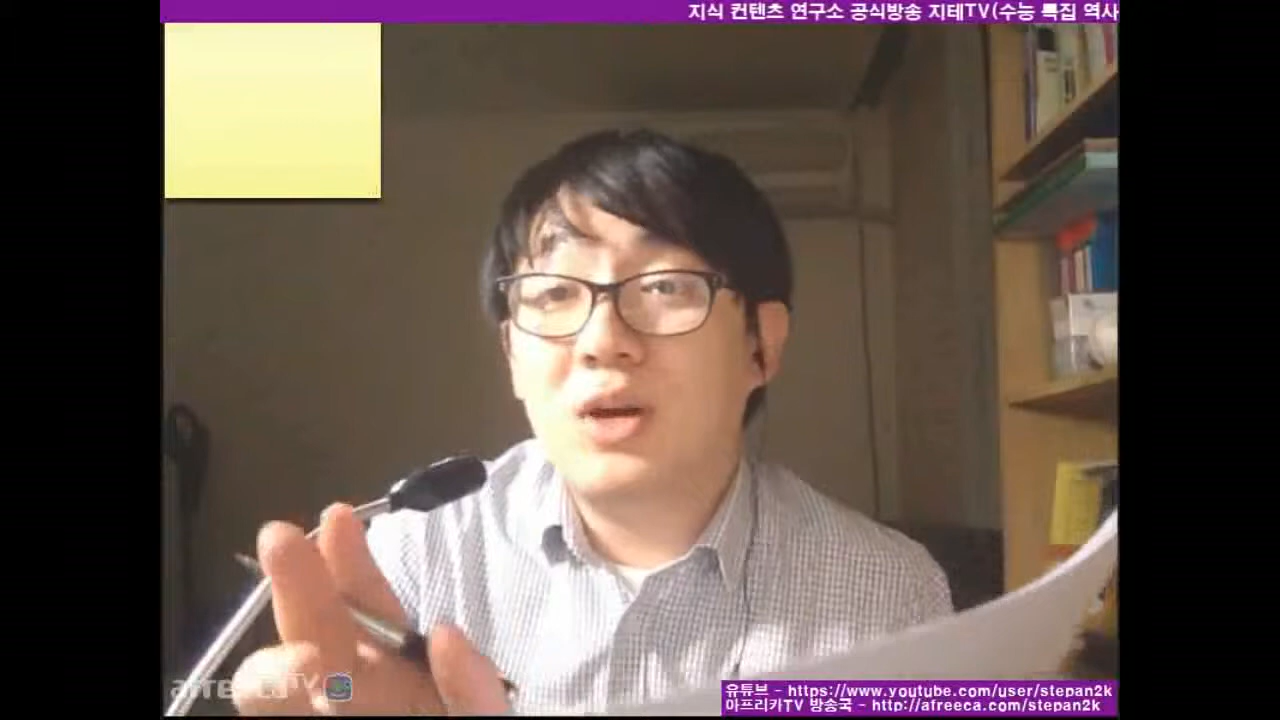 지식 컨텐츠 연구소 공식방송 지테TV(수능 특집 역사
afreecaTV
유튜브 - https://www.youtube.com/user/stepan2k
아프리카TV 방송국 - http://afreeca.com/stepan2k